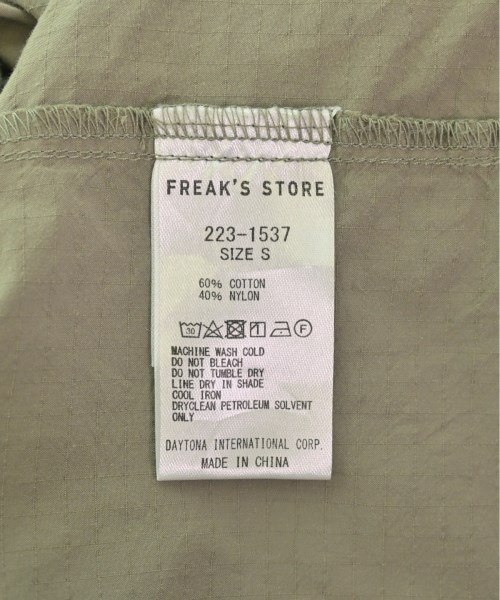 FREAK'S STORE
223-1537
SIZE S
60% COTTON
40% NYLON
30 F
MACHINE WASH COLD
DO NOT BLEACH
DO NOT TUMBLE DRY
LINE DRY IN SHADE
COOL IRON
DRYCLEAN PETROLEUM SOLVENT
ONLY
DAYTONA INTERNATIONAL CORP.
MADE IN CHINA